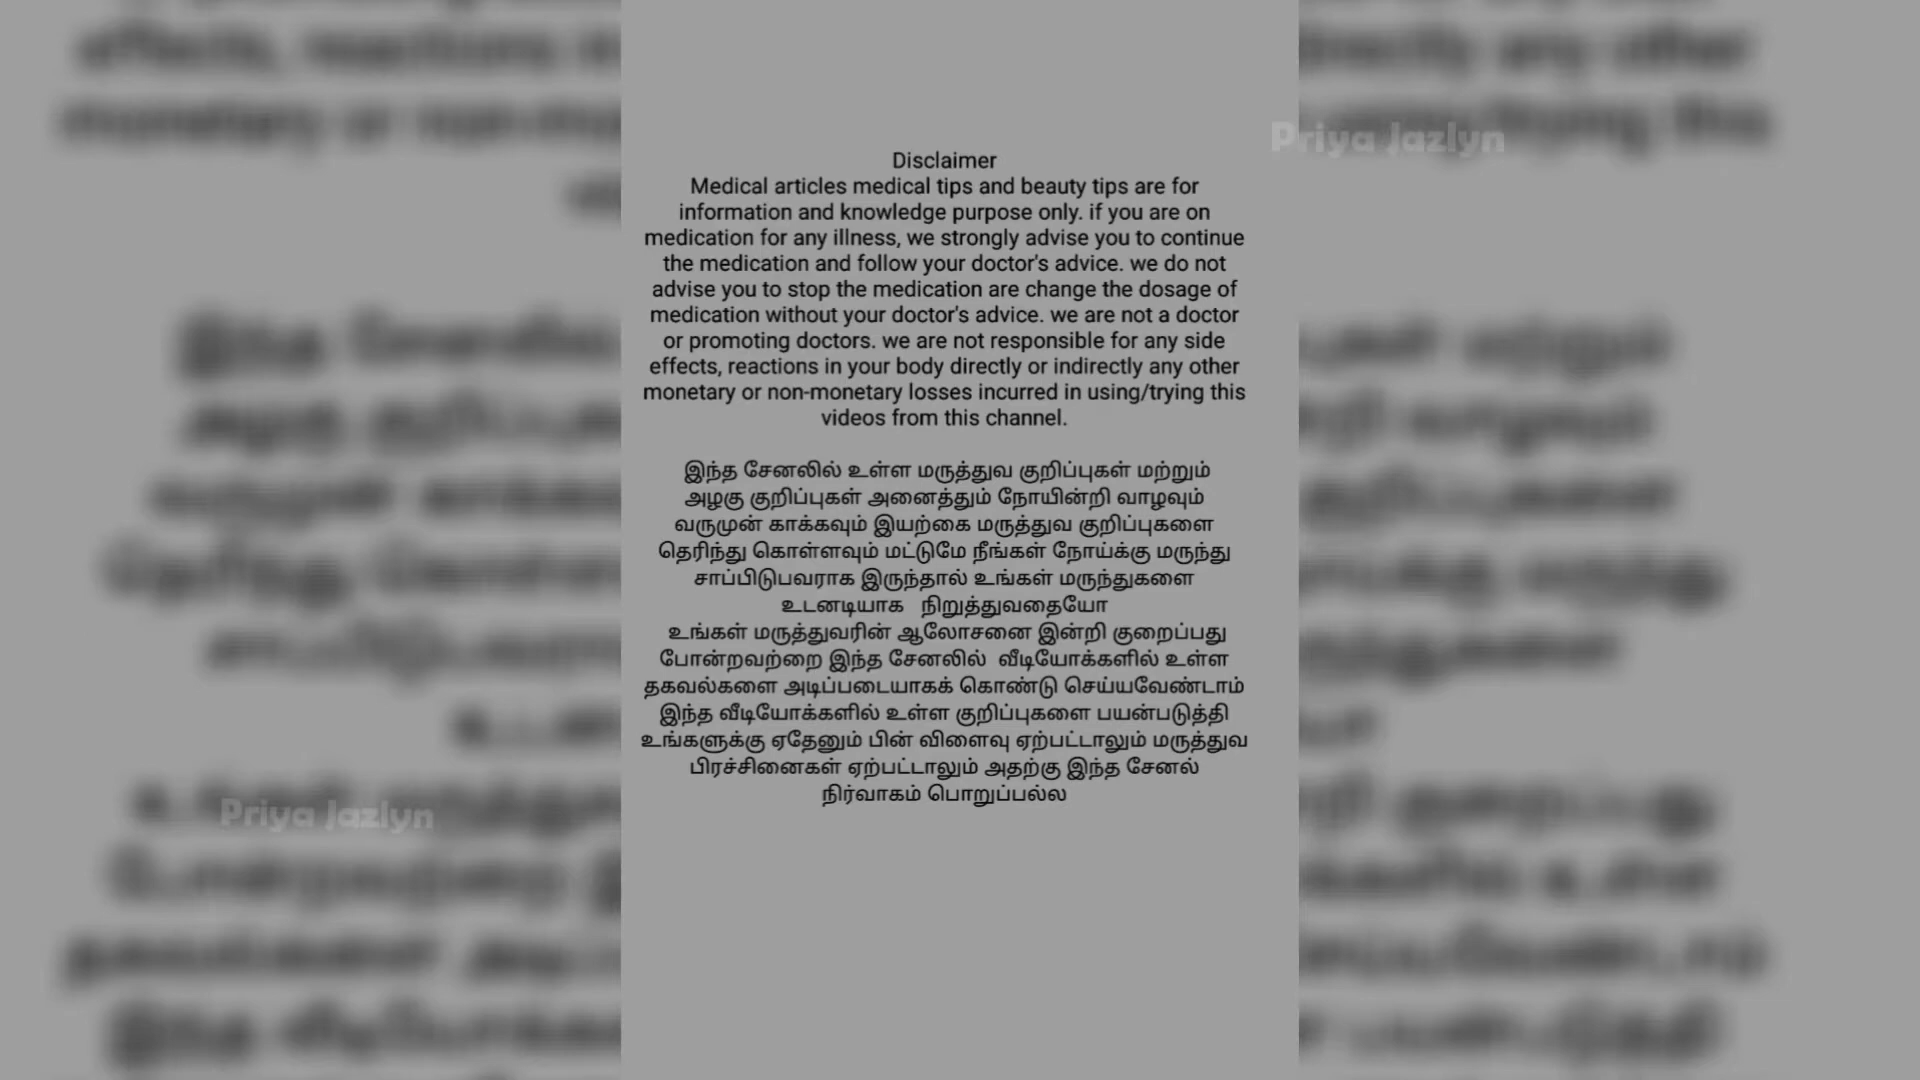 Priya Jazlyn
Disclaimer
Medical articles medical tips and beauty tips are for
information and knowledge purpose only. if you are on
medication for any illness, we strongly advise you to continue
the medication and follow your doctor's advice. we do not
advise you to stop the medication are change the dosage of
medication without your doctor's advice. we are not a doctor
or promoting doctors. we are not responsible for any side
effects, reactions in your body directly or indirectly any other
monetary or non-monetary losses incurred in using/trying this
videos from this channel.
இந்த சேனலில் உள்ள மருத்துவ குறிப்புகள் மற்றும்
அழகு குறிப்புகள் அனைத்தும் நோயின்றி வாழவும்
வருமுன் காக்கவும் இயற்கை மருத்துவ குறிப்புகளை
தெரிந்து கொள்ளவும் மட்டுமே நீங்கள் நோய்க்கு மருந்து
சாப்பிடுபவராக இருந்தால் உங்கள் மருந்துகளை
உடனடியாக நிறுத்துவதையோ
உங்கள் மருத்துவரின் ஆலோசனை இன்றி குறைப்பது
போன்றவற்றை இந்த சேனலில் வீடியோக்களில் உள்ள
தகவல்களை அடிப்படையாகக் கொண்டு செய்யவேண்டாம்
இந்த வீடியோக்களில் உள்ள குறிப்புகளை பயன்படுத்தி
உங்களுக்கு ஏதேனும் பின் விளைவு ஏற்பட்டாலும் மருத்துவ
பிரச்சினைகள் ஏற்பட்டாலும் அதற்கு இந்த சேனல்
நிர்வாகம் பொறுப்பல்ல
Priya Jazlyn